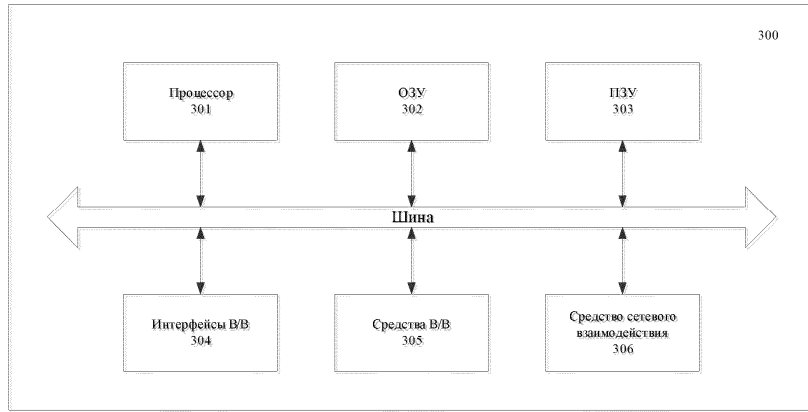 300
Процессор
301
ОЗУ
302
ПЗУ
303
Шина
Интерфейсы В/В
304
Средства В/В
305
Средство сетевого
взаимодействия
306